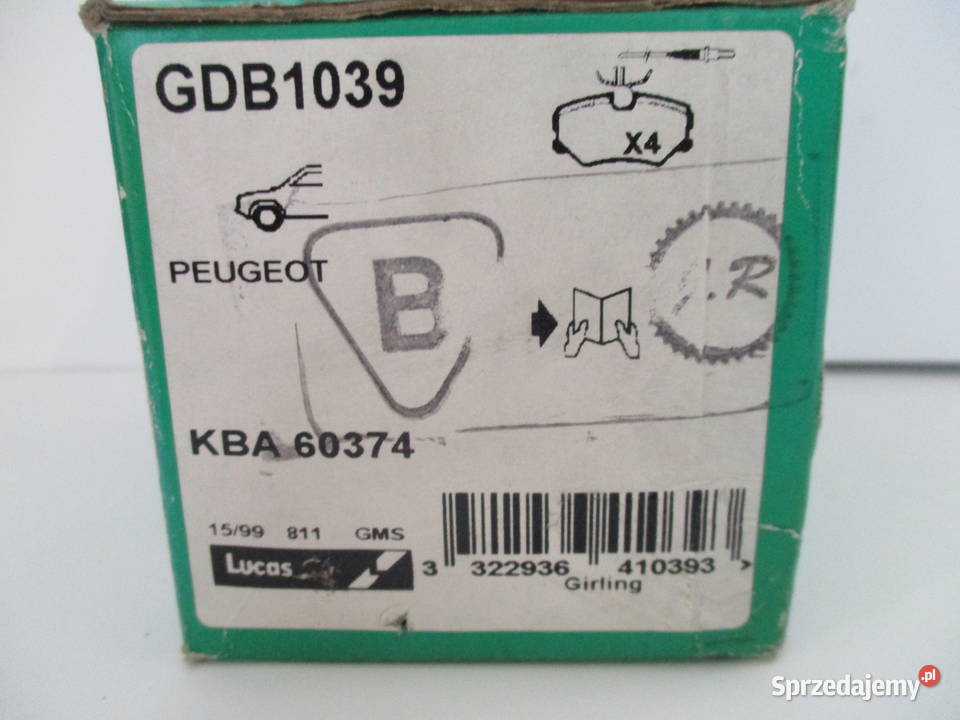 GDB1039
X4
PEUGEOT
B
.R
KBA 60374
15/99 811 GMS
Lucas
3 322936 410393 >
Girling
Sprzedajemy.pl